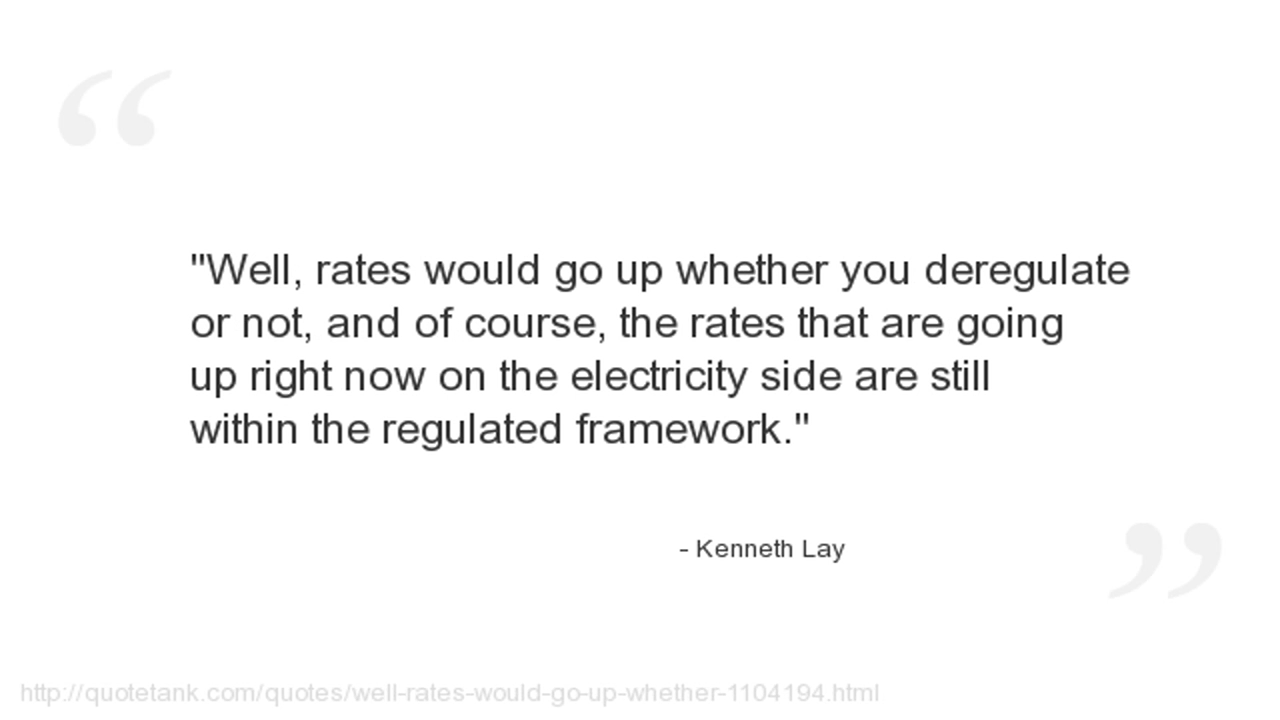 "Well, rates would go up whether you deregulate
or not, and of course, the rates that are going
up right now on the electricity side are still
within the regulated framework."
- Kenneth Lay
http://quotetank.com/quotes/well-rates-would-go-up-whether-1104194.html